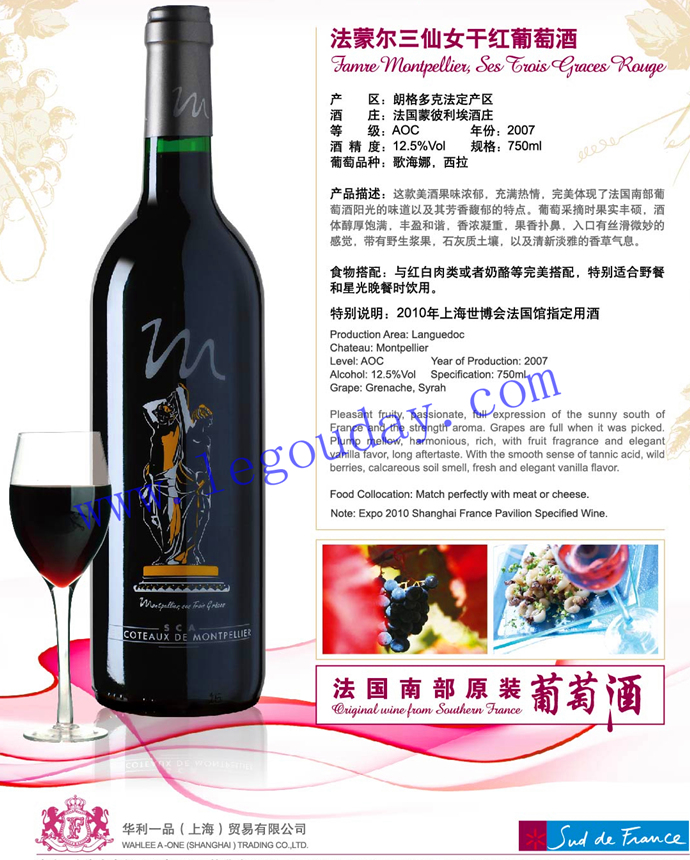 法蒙尔三仙女干红葡萄酒
Famre Montpellier, Ses Trois Graces Rouge
产 区：朗格多克法定产区
酒 庄：法国蒙彼利埃酒庄
等 级：AOC 年份：2007
酒 精 度：12.5%Vol 规格：750ml
葡萄品种：歌海娜，西拉
产品描述：这款美酒果味浓郁，充满热情，完美体现了法国南部葡
萄酒阳光的味道以及其芳香馥郁的特点。葡萄采摘时果实丰硕，酒
体醇厚饱满，丰盈和谐，香浓凝重，果香扑鼻，入口有丝滑微妙的
感觉，带有野生浆果，石灰质土壤，以及清新淡雅的香草气息。
食物搭配：与红白肉类或者奶酪等完美搭配，特别适合野餐
和星光晚餐时饮用。
特别说明：2010年上海世博会法国馆指定用酒
Production Area: Languedoc
Chateau: Montpellier
Level: AOC Year of Production: 2007
Alcohol: 12.5%Vol Specification: 750mL
Grape: Grenache, Syrah
Pleasant fruity, passionate, full expression of the sunny south of
France and the strength aroma. Grapes are full when it was picked.
Plump mellow, harmonious, rich, with fruit fragrance and elegant
vanilla favor, long aftertaste. With the smooth sense of tannic acid, wild
berries, calcareous soil smell, fresh and elegant vanilla flavor.
Food Collocation: Match perfectly with meat or cheese.
Note: Expo 2010 Shanghai France Pavilion Specified Wine.
www.legouday.com
m
m
Montpellier ses Trois Grâces
SCA
COTEAUX DE MONTPELLIER
法国南部原装葡萄酒
Original wine from Southern France
F
华利一品（上海）贸易有限公司
WAHLEE A -ONE (SHANGHAI ) TRADING CO.,LTD.
Sud de France